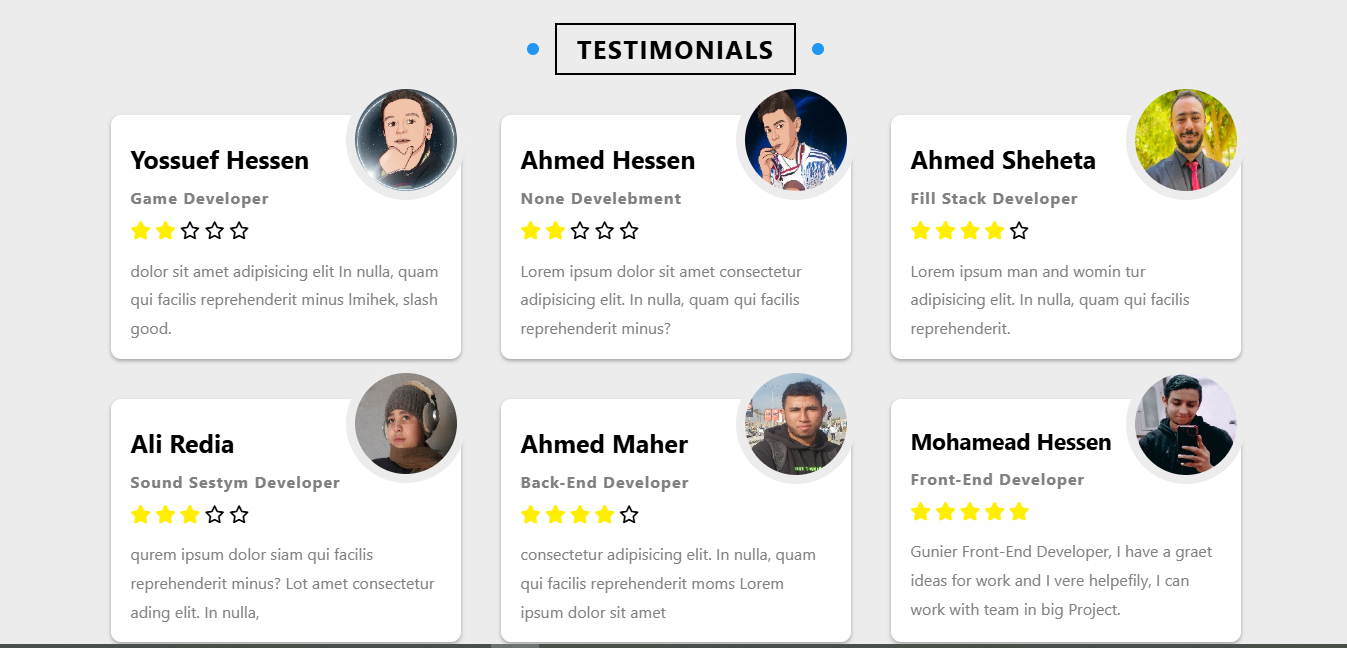 TESTIMONIALS
Yossuef Hessen
Game Developer
dolor sit amet adipisicing elit In nulla, quam
qui facilis reprehenderit minus lmihek, slash
good.
Ahmed Hessen
None Develebment
Lorem ipsum dolor sit amet consectetur
adipisicing elit. In nulla, quam qui facilis
reprehenderit minus?
Ahmed Sheheta
Fill Stack Developer
Lorem ipsum man and womin tur
adipisicing elit. In nulla, quam qui facilis
reprehenderit.
Ali Redia
Sound Sestym Developer
qurem ipsum dolor siam qui facilis
reprehenderit minus? Lot amet consectetur
ading elit. In nulla,
Ahmed Maher
Back-End Developer
consectetur adipisicing elit. In nulla, quam
qui facilis reprehenderit moms Lorem
ipsum dolor sit amet
Mohamead Hessen
Front-End Developer
Gunier Front-End Developer, I have a graet
ideas for work and I vere helpefily, I can
work with team in big Project.